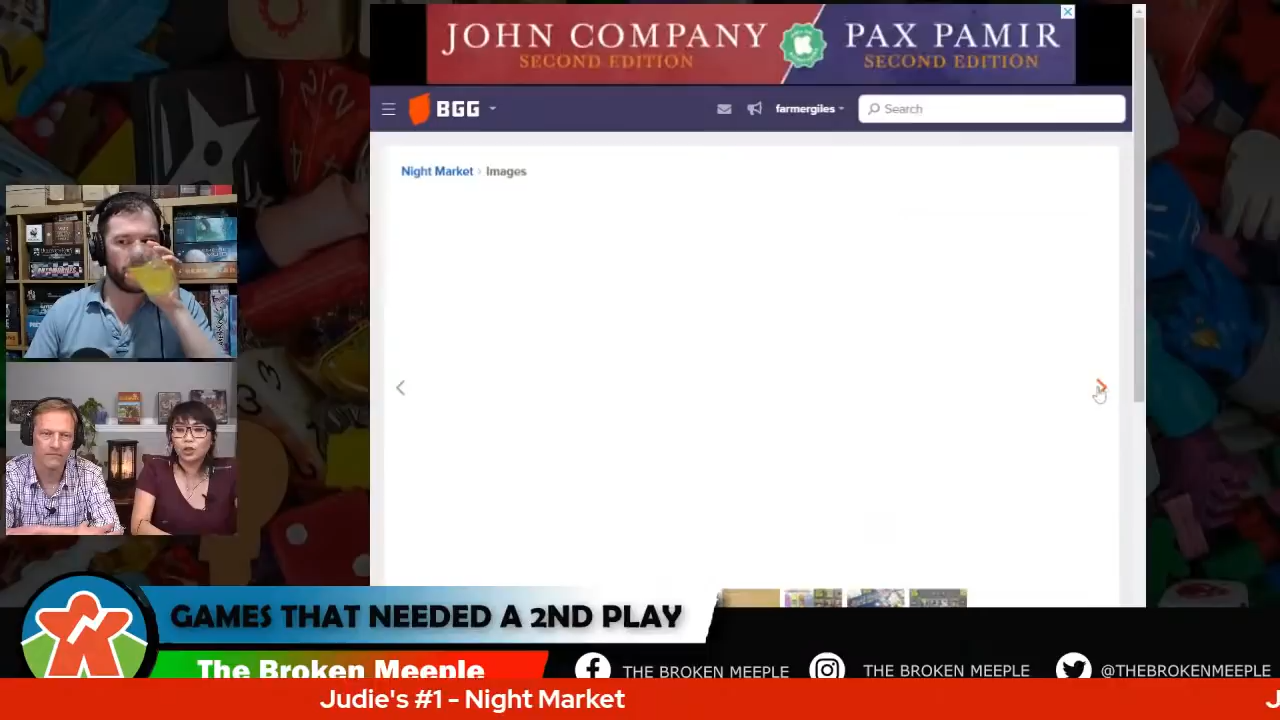 JOHN COMPANY
SECOND EDITION
PAX PAMIR
SECOND EDITION
BGG
farmergiles
Search
Night Market > Images
GAMES THAT NEEDED A 2ND PLAY
The Broken Meeple
THE BROKEN MEEPLE
THE BROKEN MEEPLE
@THEBROKENMEEPLE
Judie's #1 - Night Market
J